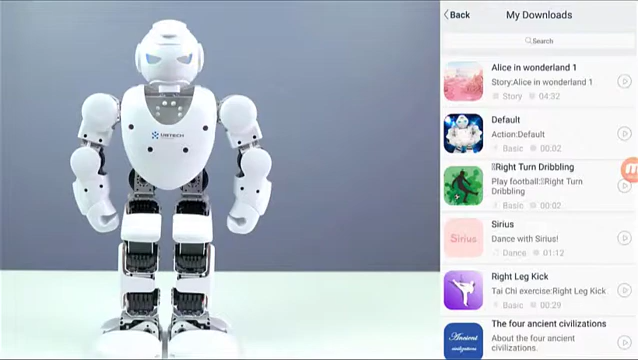 UBTECH
Back
My Downloads
Search
Alice in wonderland 1
Story:Alice in wonderland 1
Story 04:32
Default
Action:Default
Basic 00:02
Right Turn Dribbling
Play football:Right Turn
Dribbling
Basic 00:02
Sirius
Sirius
Dance with Sirius!
Dance 01:12
Right Leg Kick
Tai Chi exercise:Right Leg Kick
Basic 00:29
Ancient
civilizations
The four ancient civilizations
About the four ancient
civilizations.